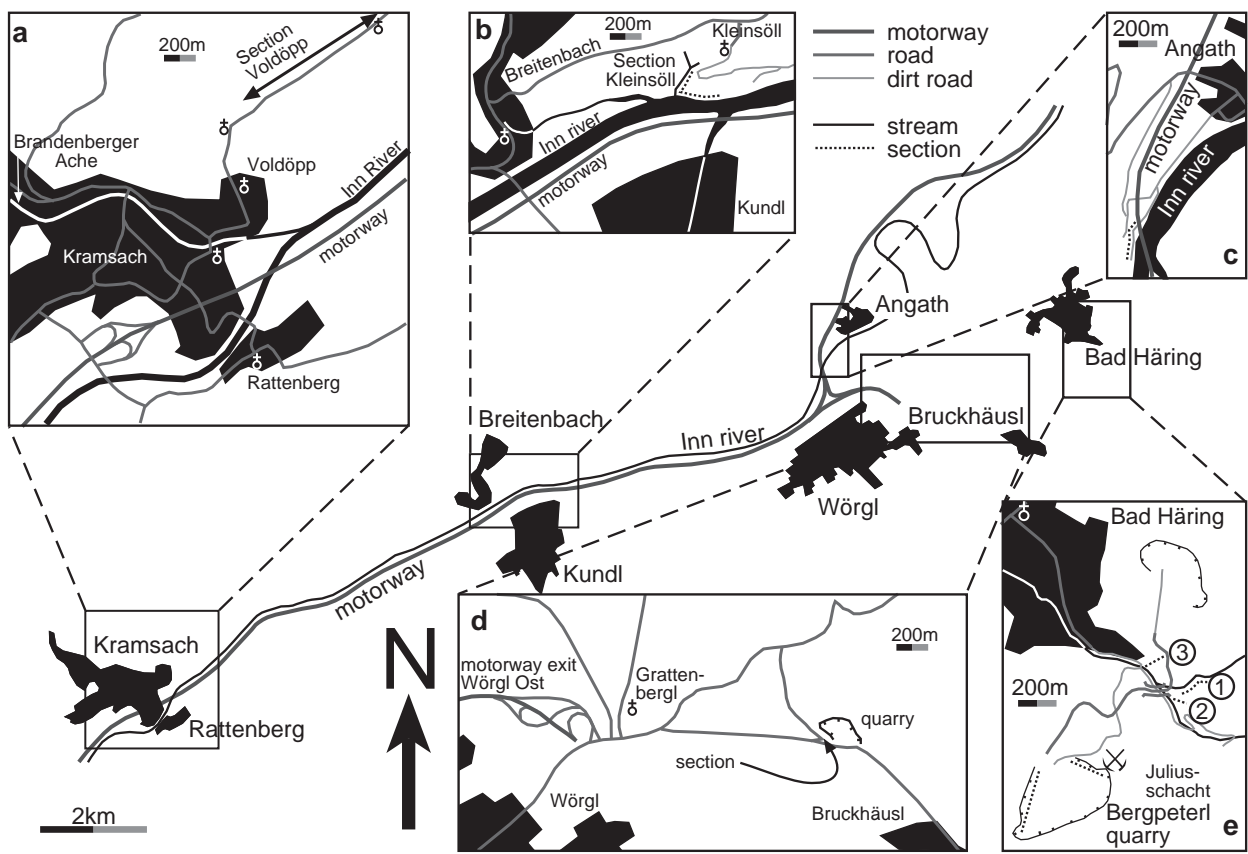 a
200m
Section
Voldöpp
Brandenberger
Ache
Voldöpp
Inn River
motorway
Kramsach
Rattenberg
b
200m
Kleinsöll
Breitenbach
Section
Kleinsöll
Inn river
motorway
Kundl
motorway
road
dirt road
stream
section
200m
Angath
motorway
Inn river
c
Angath
Bad Häring
Breitenbach
Inn river
Bruckhäusl
Wörgl
Kundl
motorway
Kramsach
Rattenberg
2km
N
d
200m
motorway exit
Wörgl Ost
Gratten-
bergl
quarry
section
Wörgl
Bruckhäusl
Bad Häring
3
1
2
200m
Julius-
schacht
Bergpeterl
quarry
e